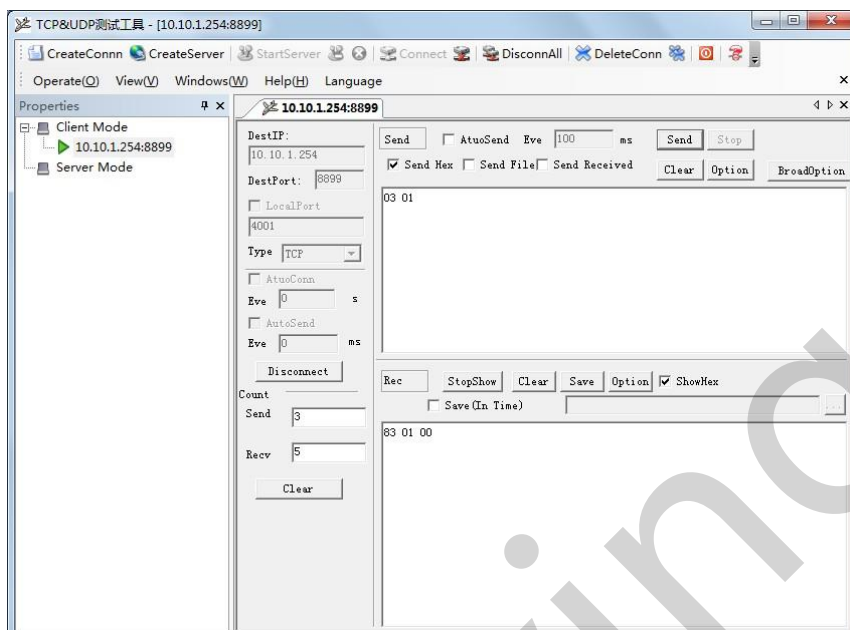 TCP&UDP测试工具 - [10.10.1.254:8899]
CreateConnn CreateServer StartServer Connect DisconnAll DeleteConn
Operate(O) View(V) Windows(W) Help(H) Language
Properties
10.10.1.254:8899
Client Mode
10.10.1.254:8899
Server Mode
DestIP:
10.10.1.254
DestPort: 8899
LocalPort
4001
Type TCP
AtuoConn
Eve 0 s
AutoSend
Eve 0 ms
Disconnect
Count
Send 3
Recv 5
Clear
Send AtuoSend Eve 100 ms Send Stop
Send Hex Send File Send Received Clear Option BroadOption
03 01
Rec StopShow Clear Save Option ShowHex
Save(In Time) ...
83 01 00